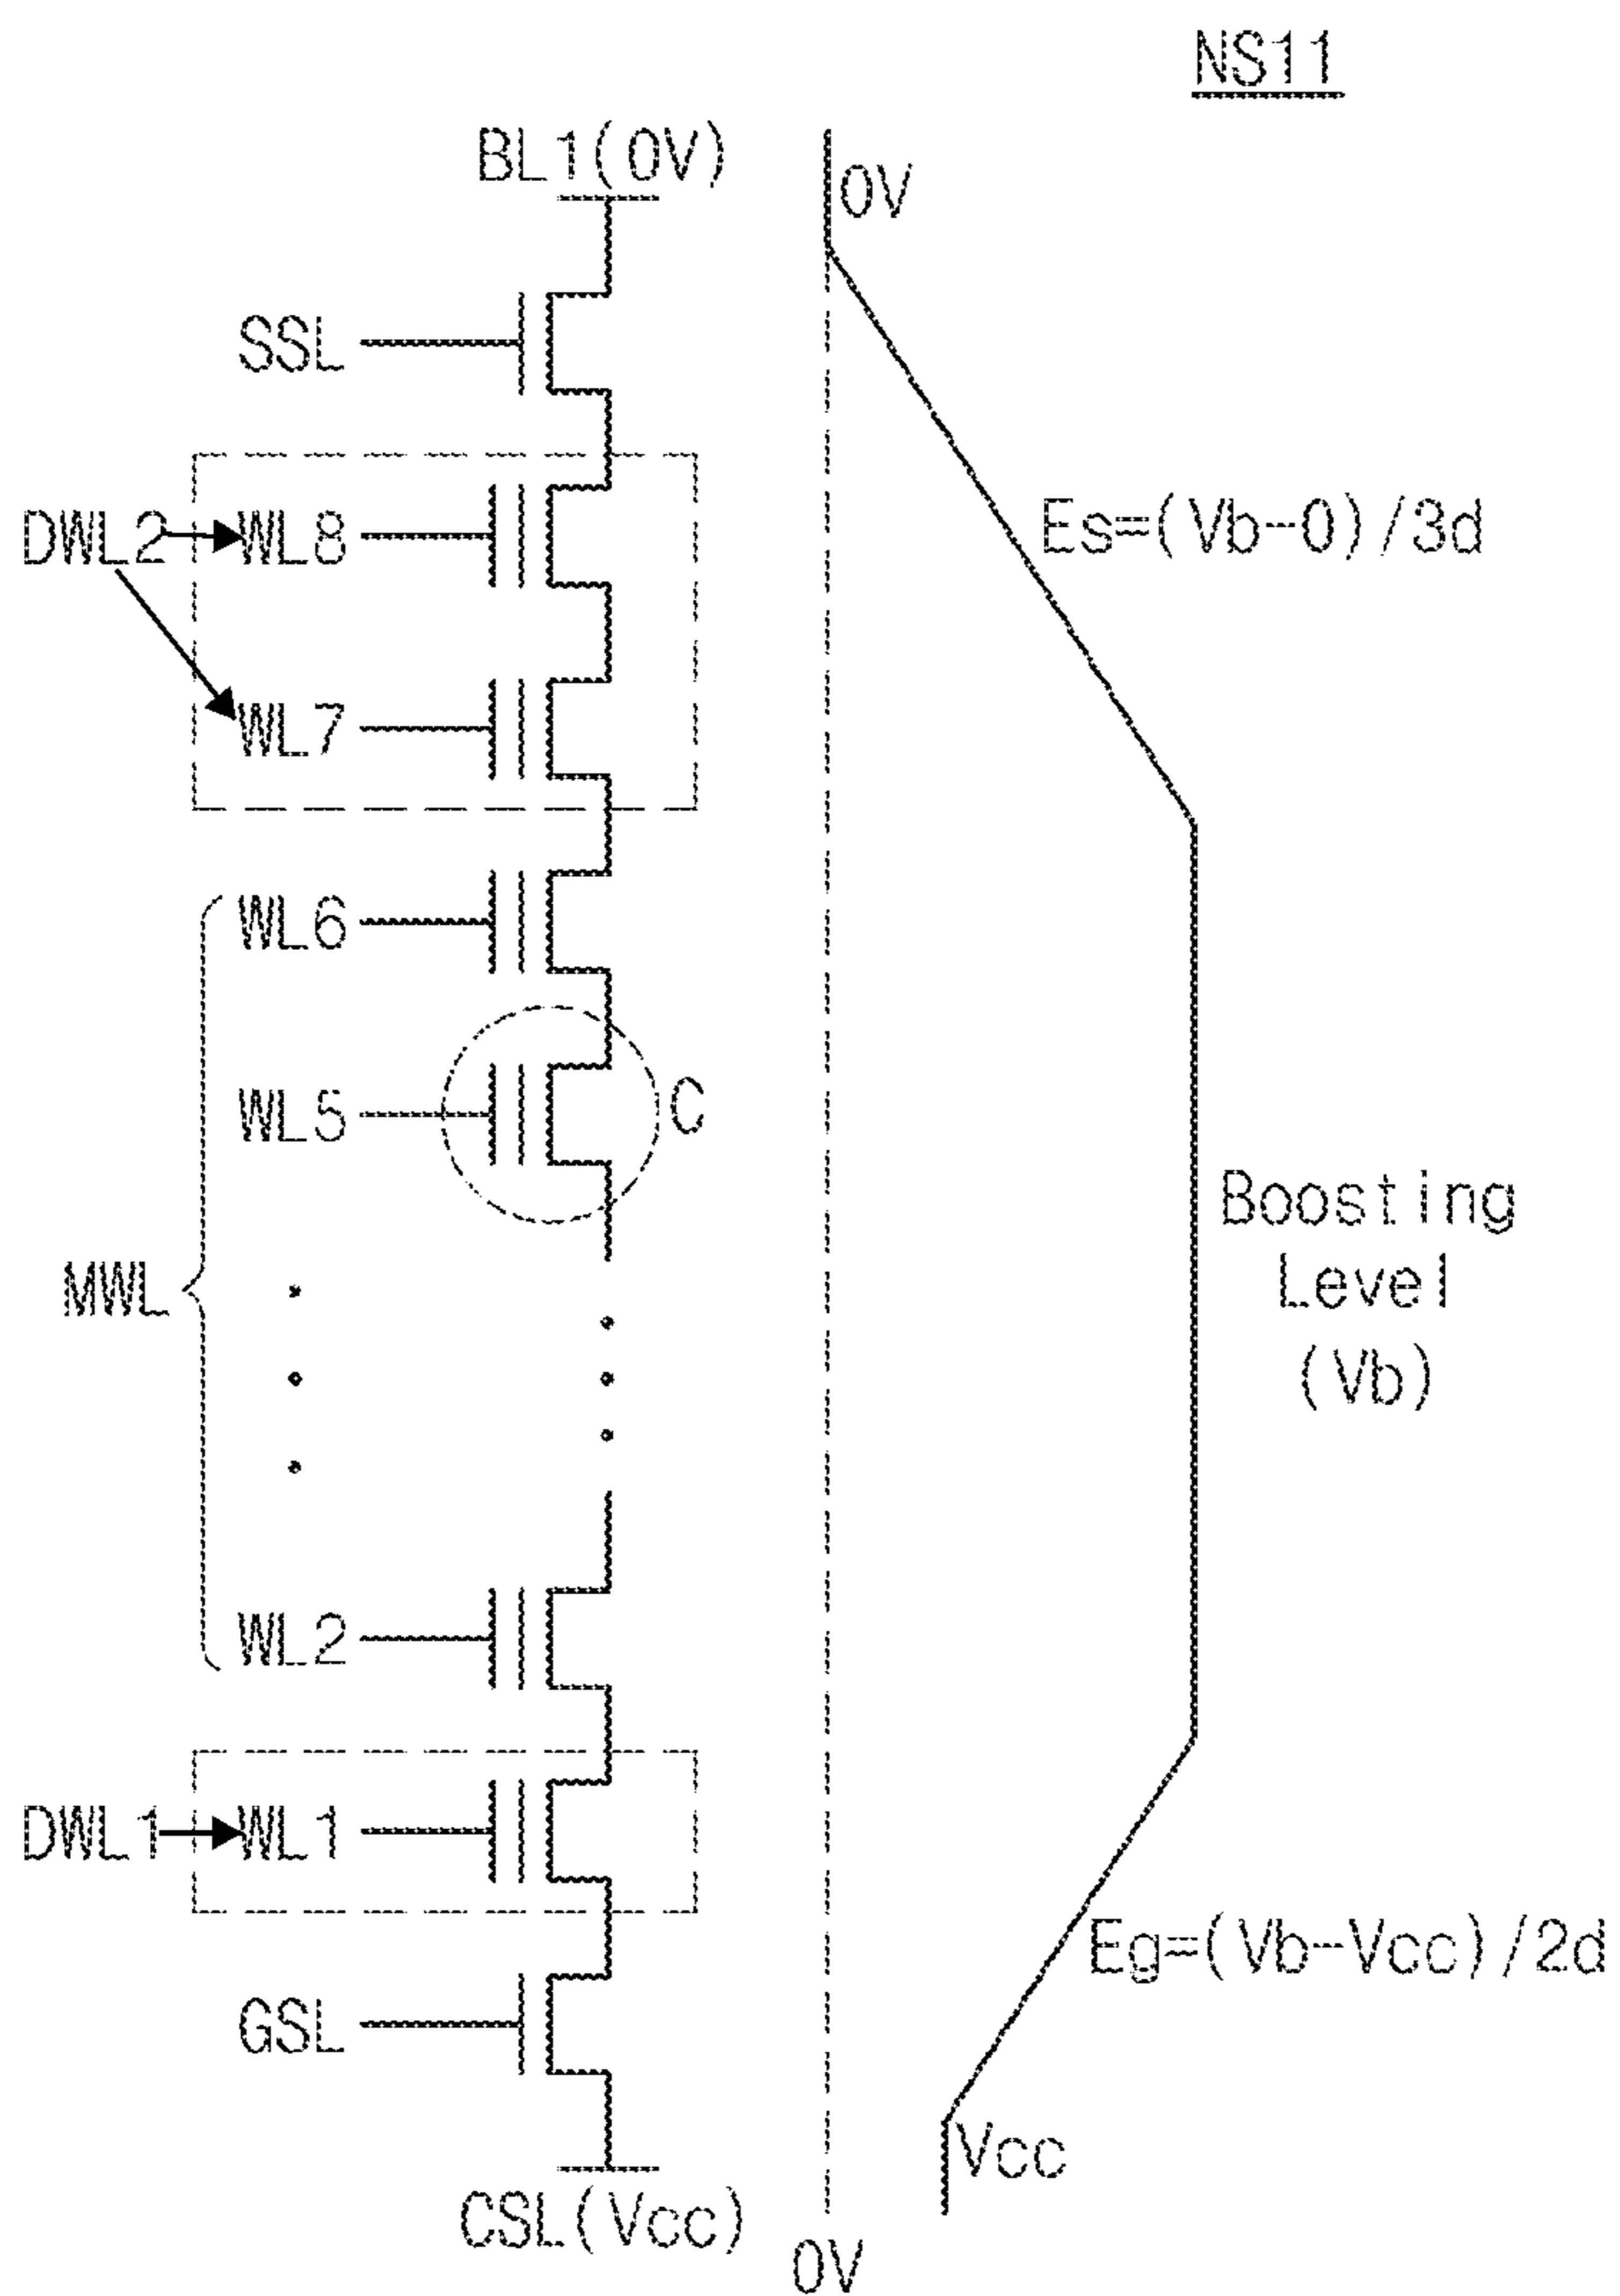 NS11
BL1(0V)
0V
SSL
Es=(Vb-0)/3d
DWL2
WL8
WL7
WL6
WL5
C
MWL
Boosting
Level
(Vb)
WL2
DWL1
WL1
Eg=(Vb-Vcc)/2d
GSL
Vcc
CSL(Vcc)
0V